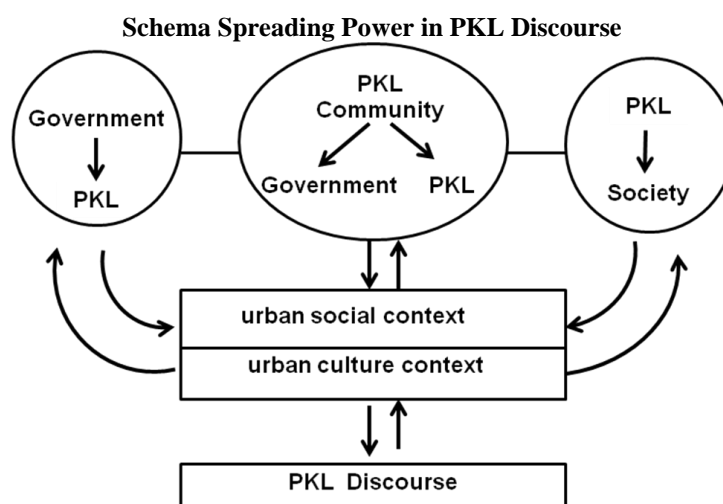 Schema Spreading Power in PKL Discourse
Government
PKL
PKL
Community
Government PKL
PKL
Society
urban social context
urban culture context
PKL Discourse